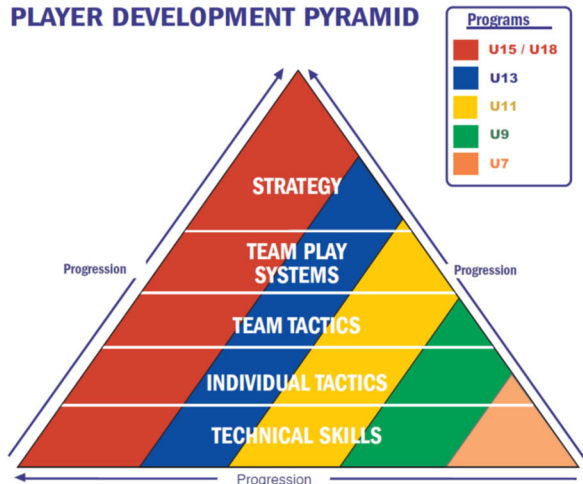 PLAYER DEVELOPMENT PYRAMID
Programs
U15 / U18
U13
U11
U9
U7
STRATEGY
TEAM PLAY
SYSTEMS
Progression
Progression
TEAM TACTICS
INDIVIDUAL TACTICS
TECHNICAL SKILLS
Progression